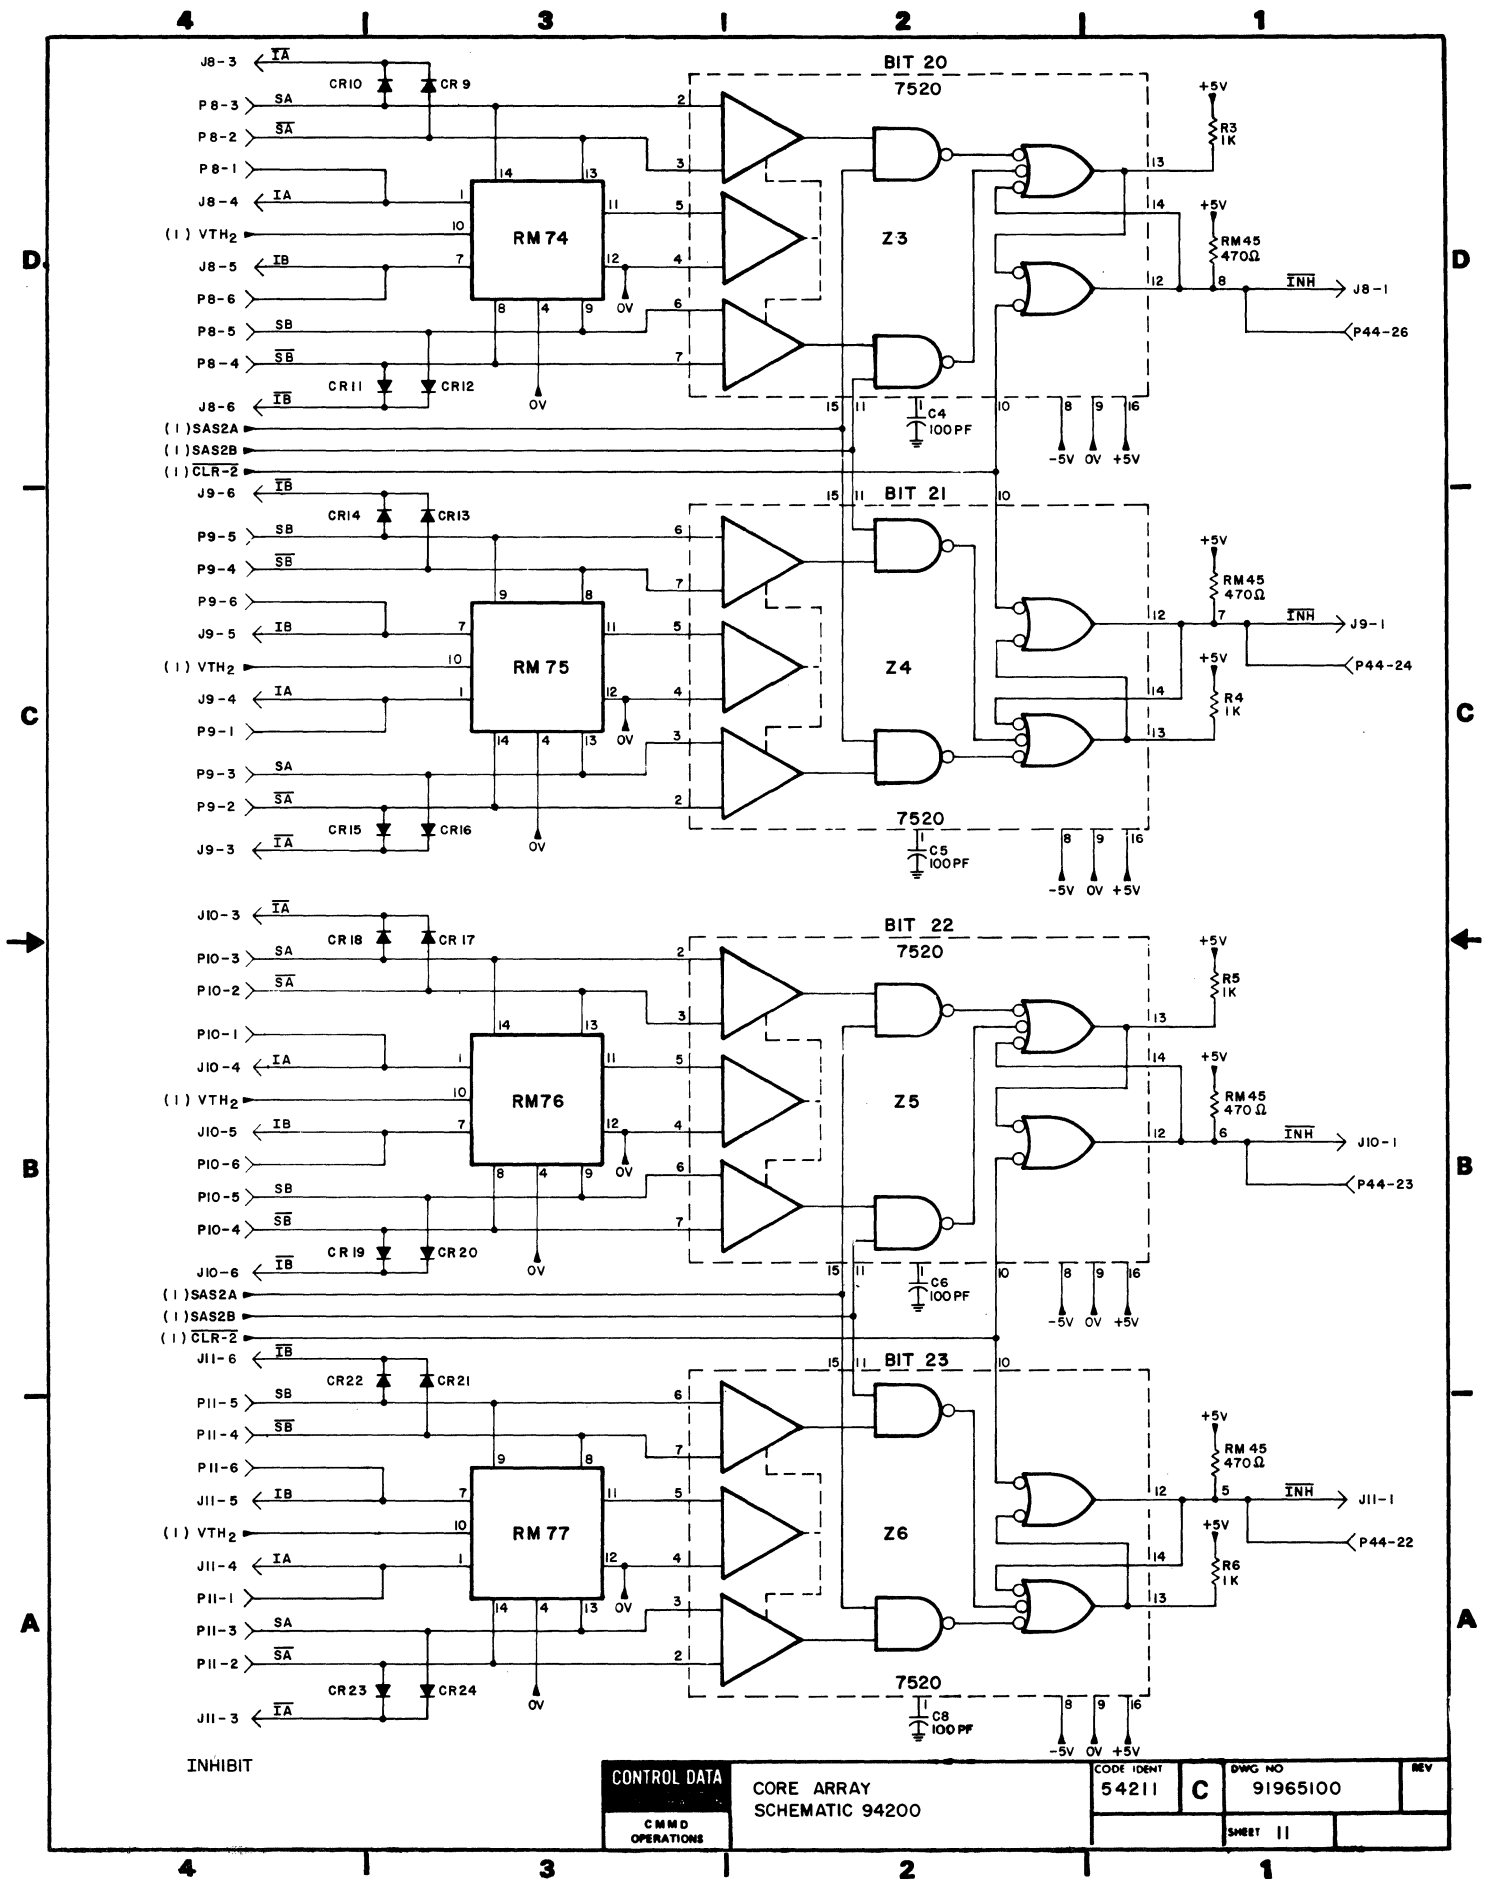 4 3 2 1
J8-3 IA BIT 20
CR10 CR9 7520 +5V
P8-3 SA 2 R3
1K
P8-2 SA
P8-1 3 14 13 13
J8-4 IA 1 11 5 14 +5V
(1) VTH2 10 RM74 Z3 RM45
470Ω
D D
J8-5 IB 7 12 4 12 8 INH J8-1
P8-6 8 4 9 0V 6
P8-5 SB P44-26
P8-4 SB 7
CR11 CR12 0V
J8-6 IB 15 11 1 C4 10 8 9 16
100PF
(1)SAS2A
(1)SAS2B -5V 0V +5V
(1)CLR-2
J9-6 IB 15 11 BIT 21 10
CR14 CR13
P9-5 SB 6 +5V
P9-4 SB 7 RM45
470Ω
P9-6 9 8
J9-5 IB 7 11 5 12 7 INH J9-1
(1) VTH2 10 RM75 Z4 +5V P44-24
J9-4 IA 1 12 4 14 R4
1K
C C
P9-1 14 4 13 0V 3 13
P9-3 SA
P9-2 SA 2
CR15 CR16 7520
J9-3 IA 0V 1 C5 8 9 16
100PF
-5V 0V +5V
J10-3 IA BIT 22
CR18 CR17 7520 +5V
P10-3 SA 2 R5
1K
P10-2 SA 3
P10-1 14 13 13
J10-4 IA 1 11 5 14 +5V
(1) VTH2 10 RM76 Z5 RM45
470Ω
J10-5 IB 7 12 4 12 6 INH J10-1
B B
P10-6 8 4 9 0V 6
P10-5 SB P44-23
P10-4 SB 7
CR19 CR20
J10-6 IB 0V 15 11 1 C6 10 8 9 16
100PF
(1)SAS2A
(1)SAS2B -5V 0V +5V
(1)CLR-2
J11-6 IB 15 11 BIT 23 10
CR22 CR21
P11-5 SB 6 +5V
P11-4 SB 7 RM45
470Ω
P11-6 9 8
J11-5 IB 7 11 5 12 5 INH J11-1
(1) VTH2 10 RM77 Z6 +5V P44-22
J11-4 IA 1 12 4 14 R6
1K
P11-1 14 4 13 0V 3 13
A A
P11-3 SA
P11-2 SA 2
CR23 CR24 7520
J11-3 IA 0V 1 C8 8 9 16
100PF
-5V 0V +5V
INHIBIT
CONTROL DATA
CMMD
OPERATIONS
CORE ARRAY
SCHEMATIC 94200
CODE IDENT
54211
C
DWG NO
91965100
REV
SHEET 11
4 3 2 1